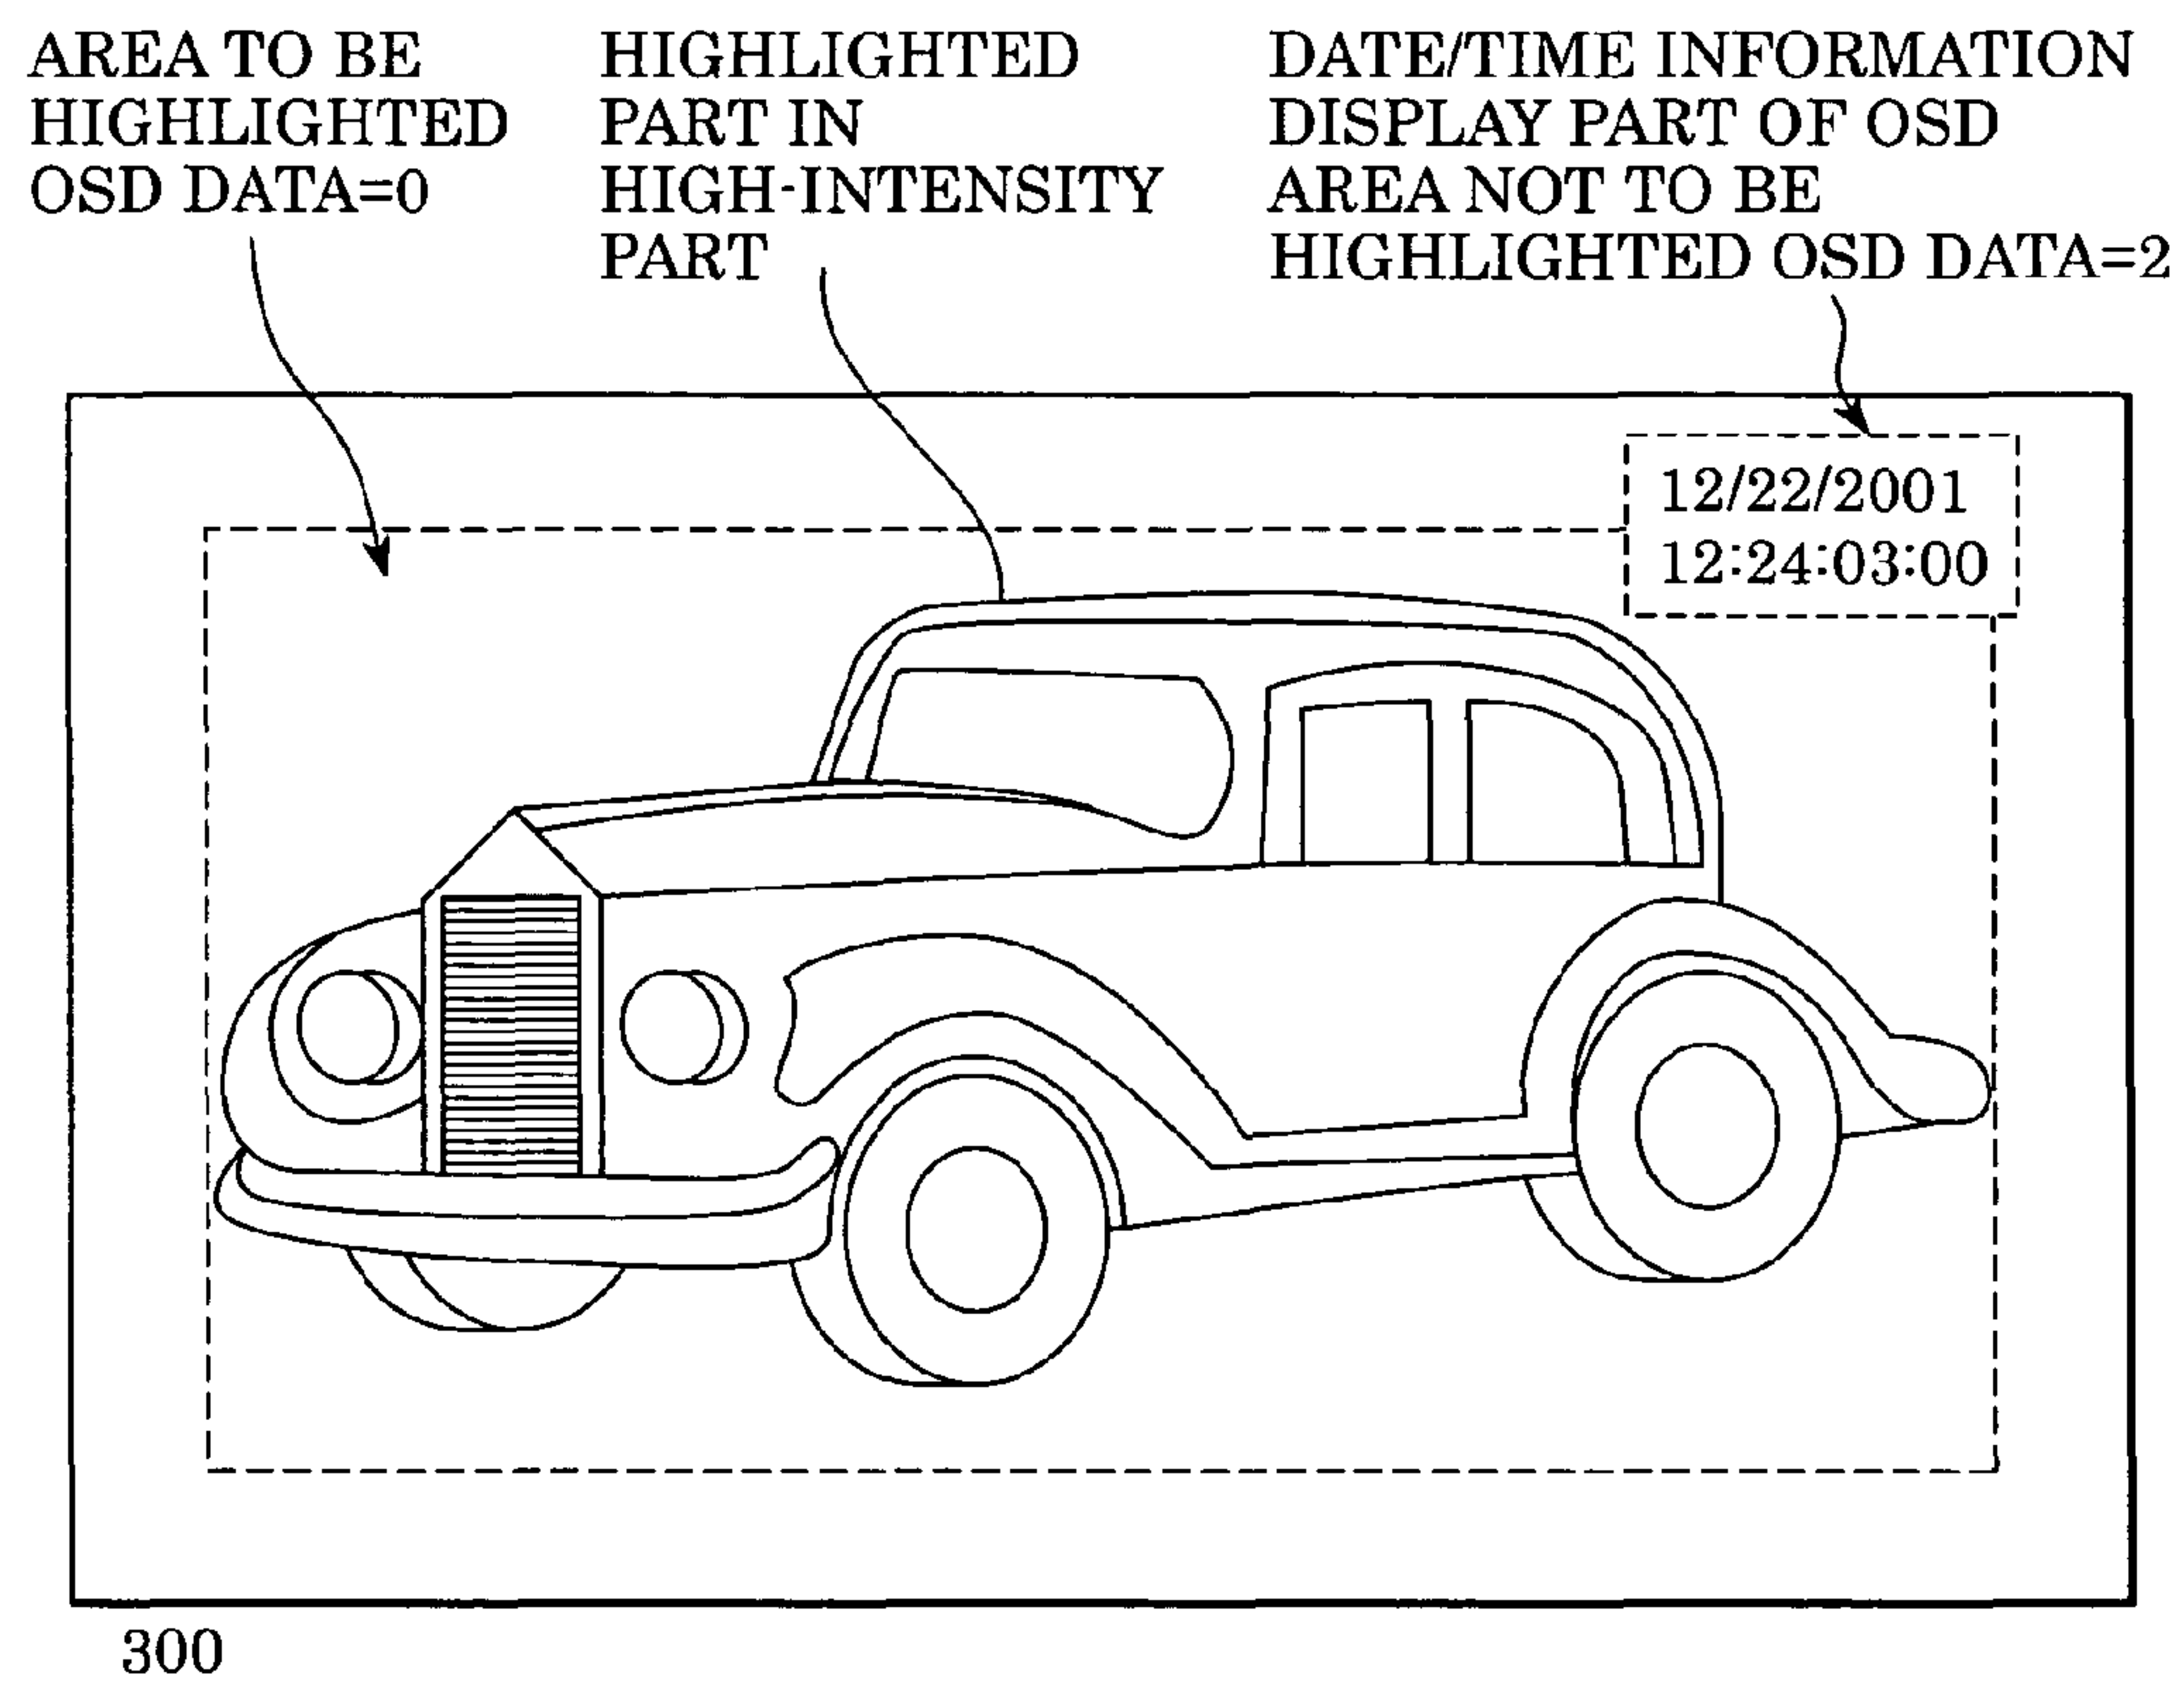 AREA TO BE
HIGHLIGHTED
OSD DATA=0
HIGHLIGHTED
PART IN
HIGH-INTENSITY
PART
DATE/TIME INFORMATION
DISPLAY PART OF OSD
AREA NOT TO BE
HIGHLIGHTED OSD DATA=2
12/22/2001
12:24:03:00
300